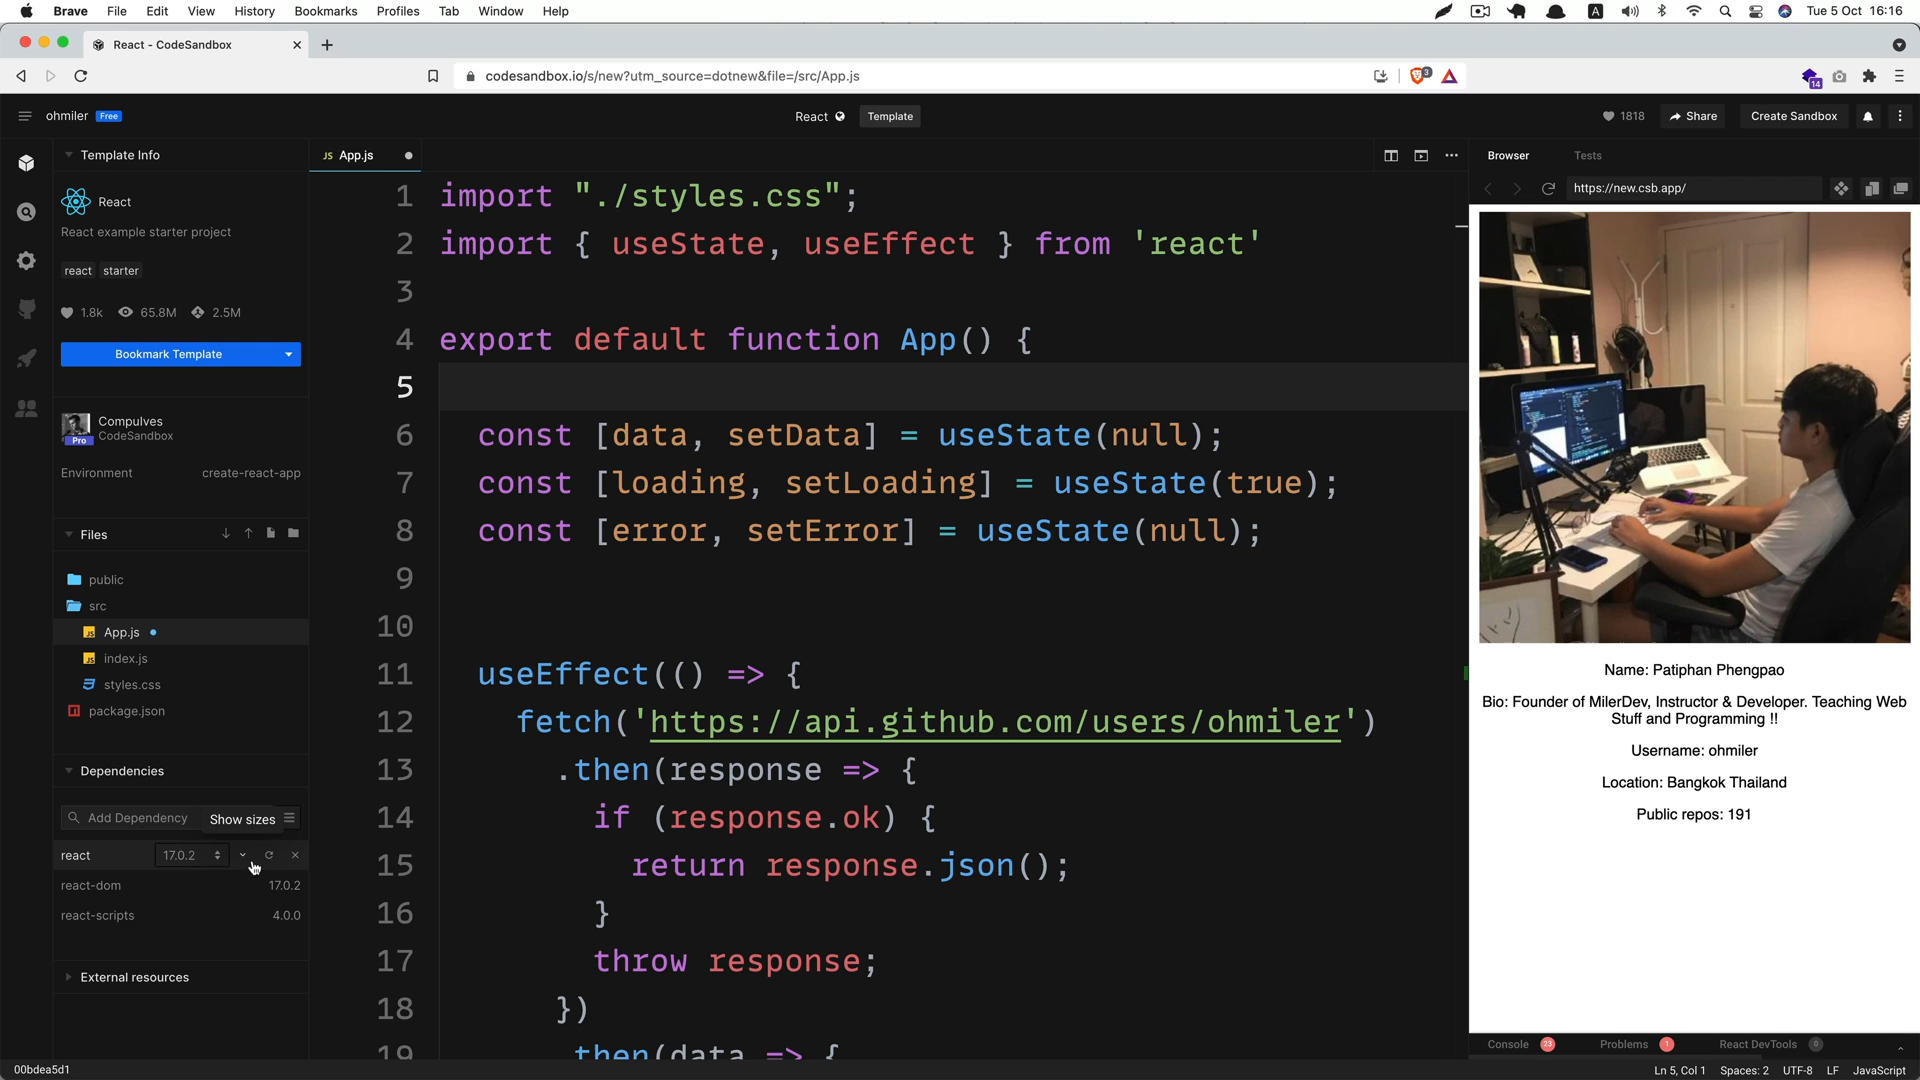 Brave File Edit View History Bookmarks Profiles Tab Window Help
A Tue 5 Oct 16:16
React - CodeSandbox
codesandbox.io/s/new?utm_source=dotnew&file=/src/App.js
3
14
ohmiler Free
React Template
1818 Share Create Sandbox
Template Info
React
React example starter project
react starter
1.8k 65.8M 2.5M
Bookmark Template
Compulves
Pro CodeSandbox
Environment create-react-app
Files
public
src
JS App.js
JS index.js
styles.css
package.json
Dependencies
Add Dependency Show sizes
react 17.0.2
react-dom 17.0.2
react-scripts 4.0.0
External resources
00bdea5d1
JS App.js
1 import "./styles.css";
2 import { useState, useEffect } from 'react'
3
4 export default function App() {
5
6 const [data, setData] = useState(null);
7 const [loading, setLoading] = useState(true);
8 const [error, setError] = useState(null);
9
10
11 useEffect(() => {
12 fetch('https://api.github.com/users/ohmiler')
13 .then(response => {
14 if (response.ok) {
15 return response.json();
16 }
17 throw response;
18 })
19 .then(data => {
Browser Tests
https://new.csb.app/
Name: Patiphan Phengpao
Bio: Founder of MilerDev, Instructor & Developer. Teaching Web
Stuff and Programming !!
Username: ohmiler
Location: Bangkok Thailand
Public repos: 191
Console 23 Problems 1 React DevTools 0
Ln 5, Col 1 Spaces: 2 UTF-8 LF JavaScript